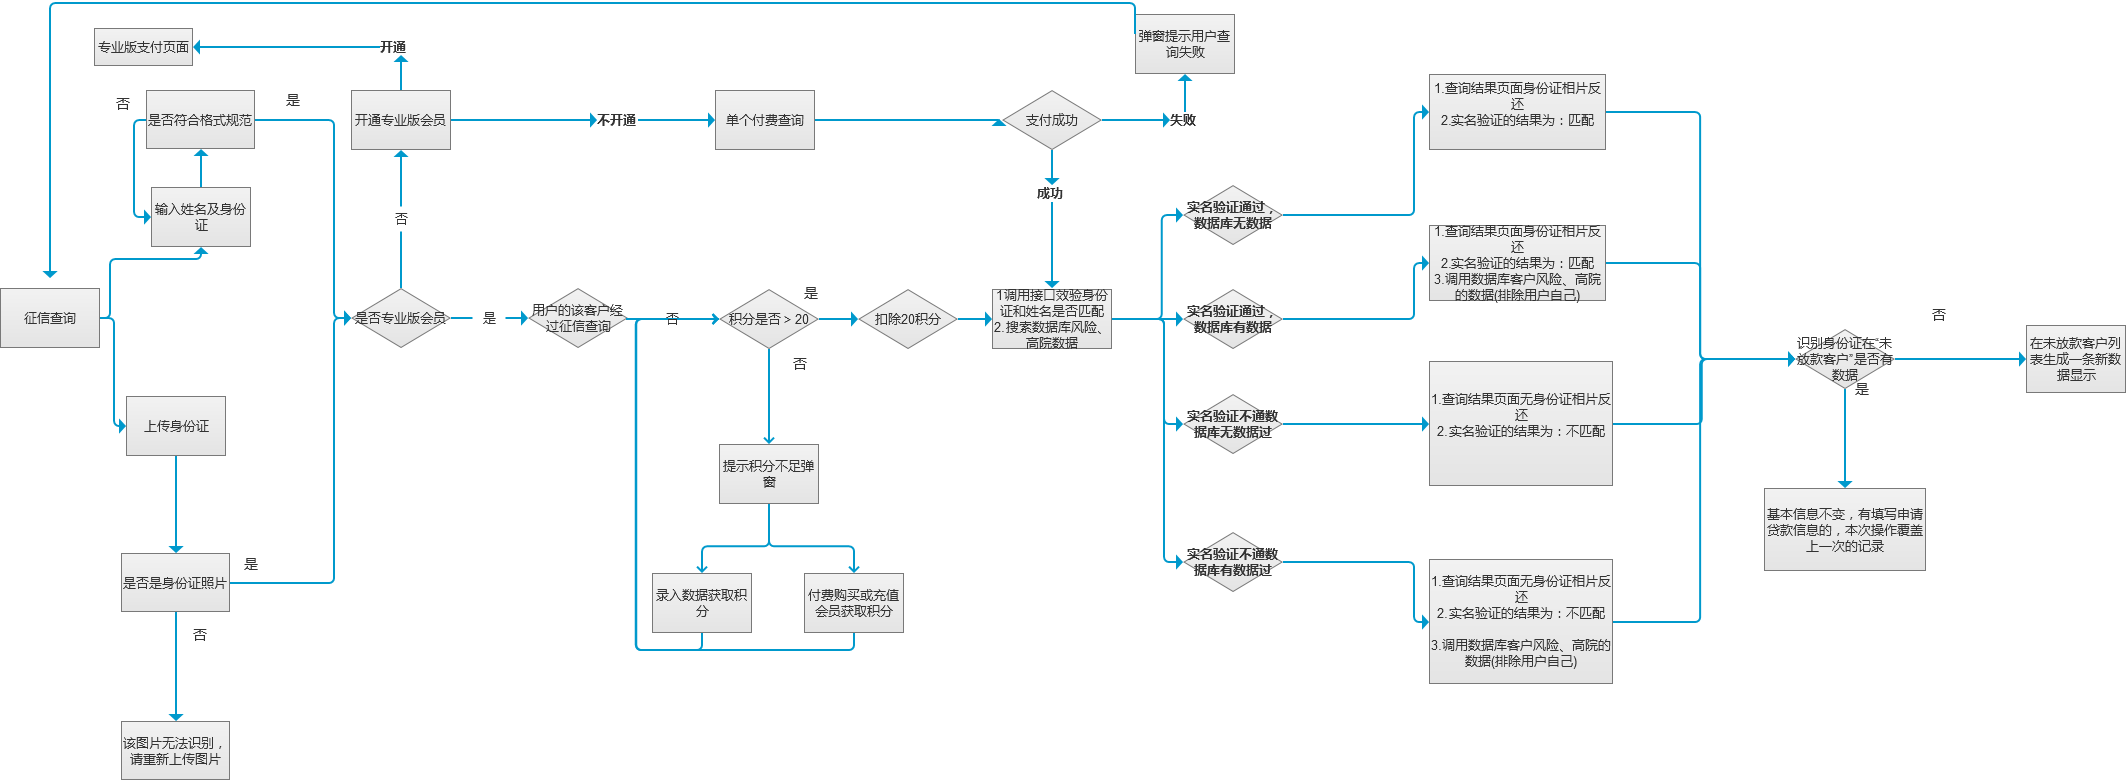 专业版支付页面
开通
弹窗提示用户查
询失败
否
是
是否符合格式规范
开通专业版会员
不开通
单个付费查询
支付成功
失败
1.查询结果页面身份证相片反
还
2.实名验证的结果为：匹配
输入姓名及身份
证
否
成功
实名验证通过，
数据库无数据
1.查询结果页面身份证相片反
还
2.实名验证的结果为：匹配
3.调用数据库客户风险、高院
的数据(排除用户自己)
征信查询
是否专业版会员
是
用户的该客户经
过征信查询
否
积分是否＞20
是
扣除20积分
1调用接口效验身份
证和姓名是否匹配
2.搜索数据库风险、
高院数据
实名验证通过，
数据库有数据
否
识别身份证在“未
放款客户”是否有
数据
是
在未放款客户列
表生成一条新数
据显示
否
上传身份证
实名验证不通数
据库无数据过
1.查询结果页面无身份证相片反
还
2.实名验证的结果为：不匹配
提示积分不足弹
窗
基本信息不变，有填写申请
贷款信息的，本次操作覆盖
上一次的记录
是否是身份证照片
是
录入数据获取积
分
付费购买或充值
会员获取积分
实名验证不通数
据库有数据过
1.查询结果页面无身份证相片反
还
2.实名验证的结果为：不匹配
3.调用数据库客户风险、高院的
数据(排除用户自己)
否
该图片无法识别，
请重新上传图片